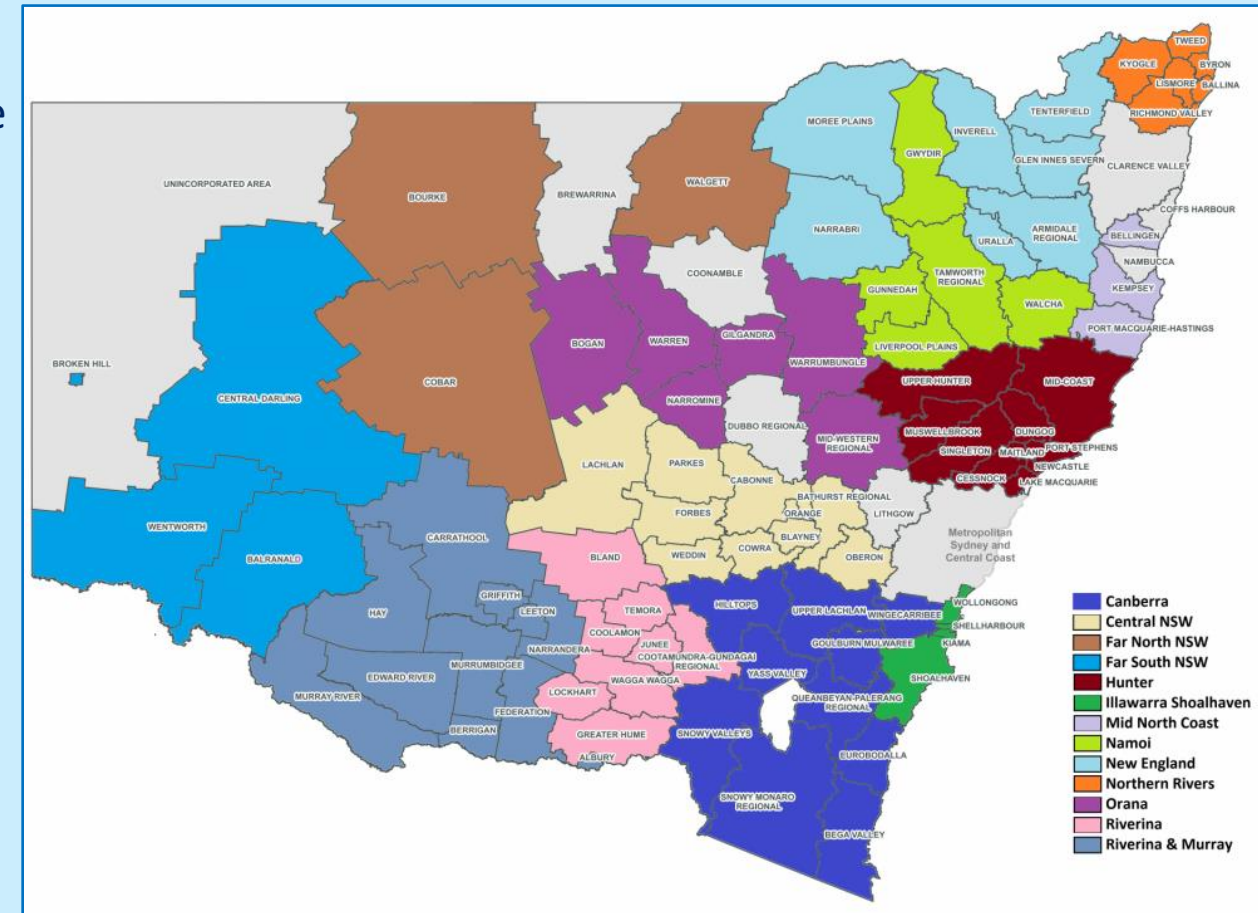 e
TWEED
KYOGLE
BYRON
LISMORE
BALLINA
RICHMOND VALLEY
TENTERFIELD
MOREE PLAINS
INVERELL
GWYDIR
GLEN INNES SEVERN
CLARENCE VALLEY
UNINCORPORATED AREA
BOURKE
BREWARRINA
WALGETT
COFFS HARBOUR
NARRABRI
URALLA
ARMIDALE
REGIONAL
BELLINGEN
NAMBUCCA
COONAMBLE
GUNNEDAH
TAMWORTH
REGIONAL
WALCHA
KEMPSEY
PORT MACQUARIE-HASTINGS
BOGAN
WARREN
GILGANDRA
WARRUMBUNGLE
LIVERPOOL PLAINS
BROKEN HILL
CENTRAL DARLING
COBAR
NARROMINE
UPPER HUNTER
MID-COAST
DUBBO REGIONAL
MID-WESTERN
REGIONAL
MUSWELLBROOK
DUNGOG
SINGLETON
MAITLAND
PORT STEPHENS
NEWCASTLE
CESSNOCK
LAKE MACQUARIE
LACHLAN
PARKES
CABONNE
BATHURST REGIONAL
ORANGE
LITHGOW
FORBES
BLAYNEY
WENTWORTH
BALRANALD
CARRATHOOL
BLAND
WEDDIN
COWRA
OBERON
Metropolitan
Sydney and
Central Coast
HAY
GRIFFITH
LEETON
TEMORA
HILLTOPS
UPPER LACHLAN
WINGECARRIBEE
WOLLONGONG
SHELLHARBOUR
KIAMA
COOLAMON
JUNEE
NARRANDERA
COOTAMUNDRA-GUNDAGAI
REGIONAL
GOULBURN MULWAREE
SHOALHAVEN
MURRUMBIDGEE
EDWARD RIVER
MURRAY RIVER
WAGGA WAGGA
YASS VALLEY
LOCKHART
QUEANBEYAN-PALERANG
REGIONAL
FEDERATION
BERRIGAN
GREATER HUME
ALBURY
SNOWY VALLEYS
EUROBODALLA
SNOWY MONARO
REGIONAL
BEGA VALLEY
Canberra
Central NSW
Far North NSW
Far South NSW
Hunter
Illawarra Shoalhaven
Mid North Coast
Namoi
New England
Northern Rivers
Orana
Riverina
Riverina & Murray